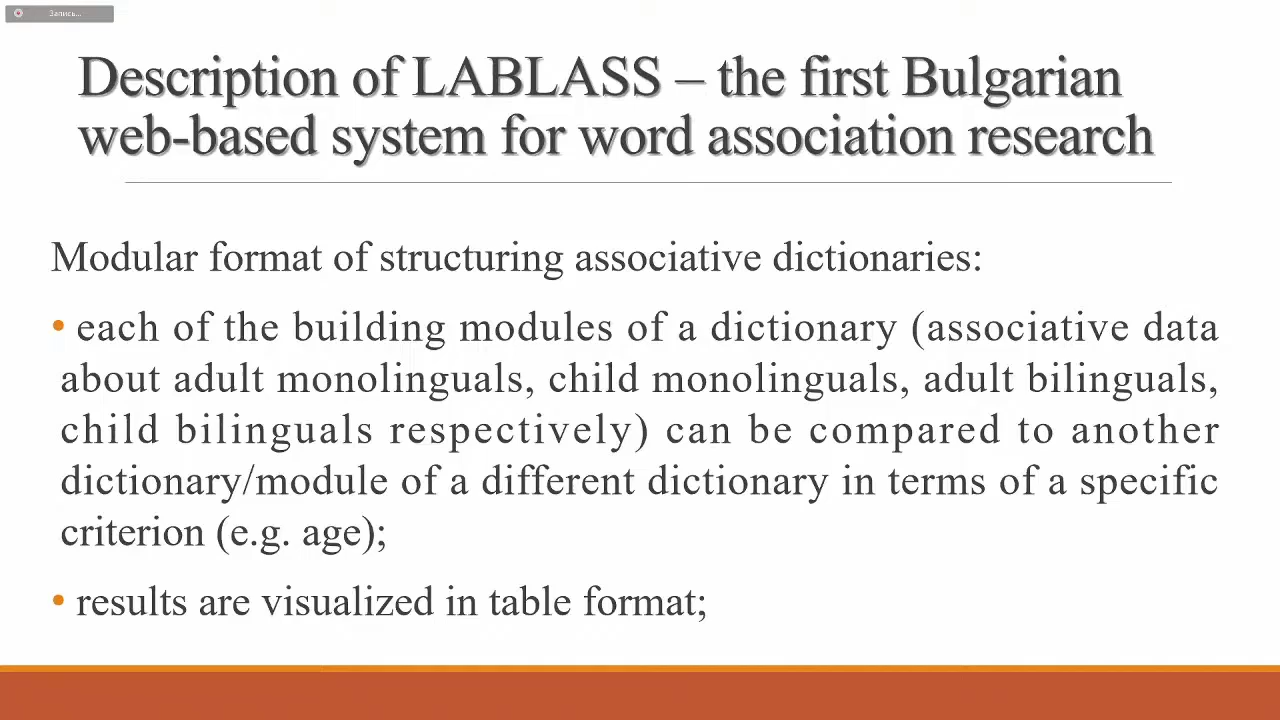 Запись...
Description of LABLASS – the first Bulgarian
web-based system for word association research
Modular format of structuring associative dictionaries:
• each of the building modules of a dictionary (associative data
about adult monolinguals, child monolinguals, adult bilinguals,
child bilinguals respectively) can be compared to another
dictionary/module of a different dictionary in terms of a specific
criterion (e.g. age);
• results are visualized in table format;